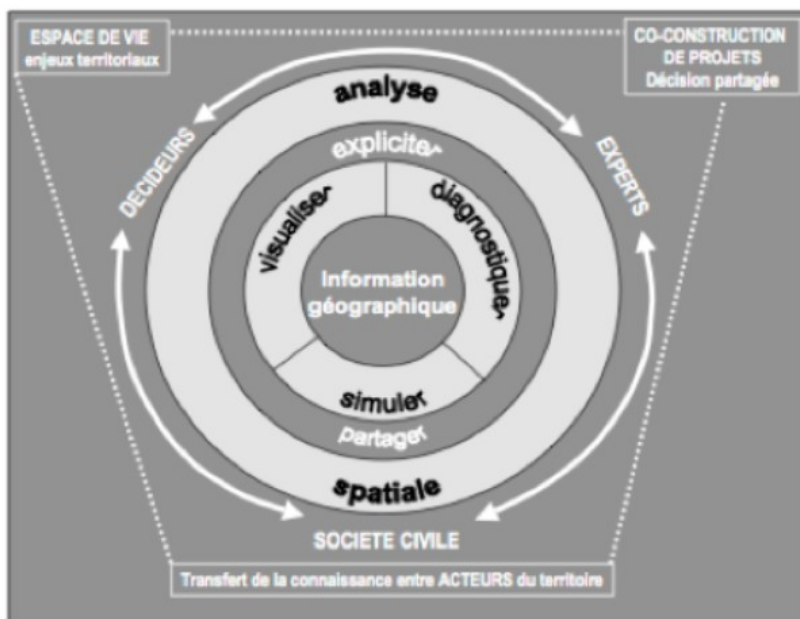 ESPACE DE VIE
enjeux territoriaux
CO-CONSTRUCTION
DE PROJETS
Décision partagée
analyse
expliciter
DECIDEURS
EXPERTS
visualiser
diagnostiquer
Information
géographique
simuler
partager
spatiale
SOCIETE CIVILE
Transfert de la connaissance entre ACTEURS du territoire